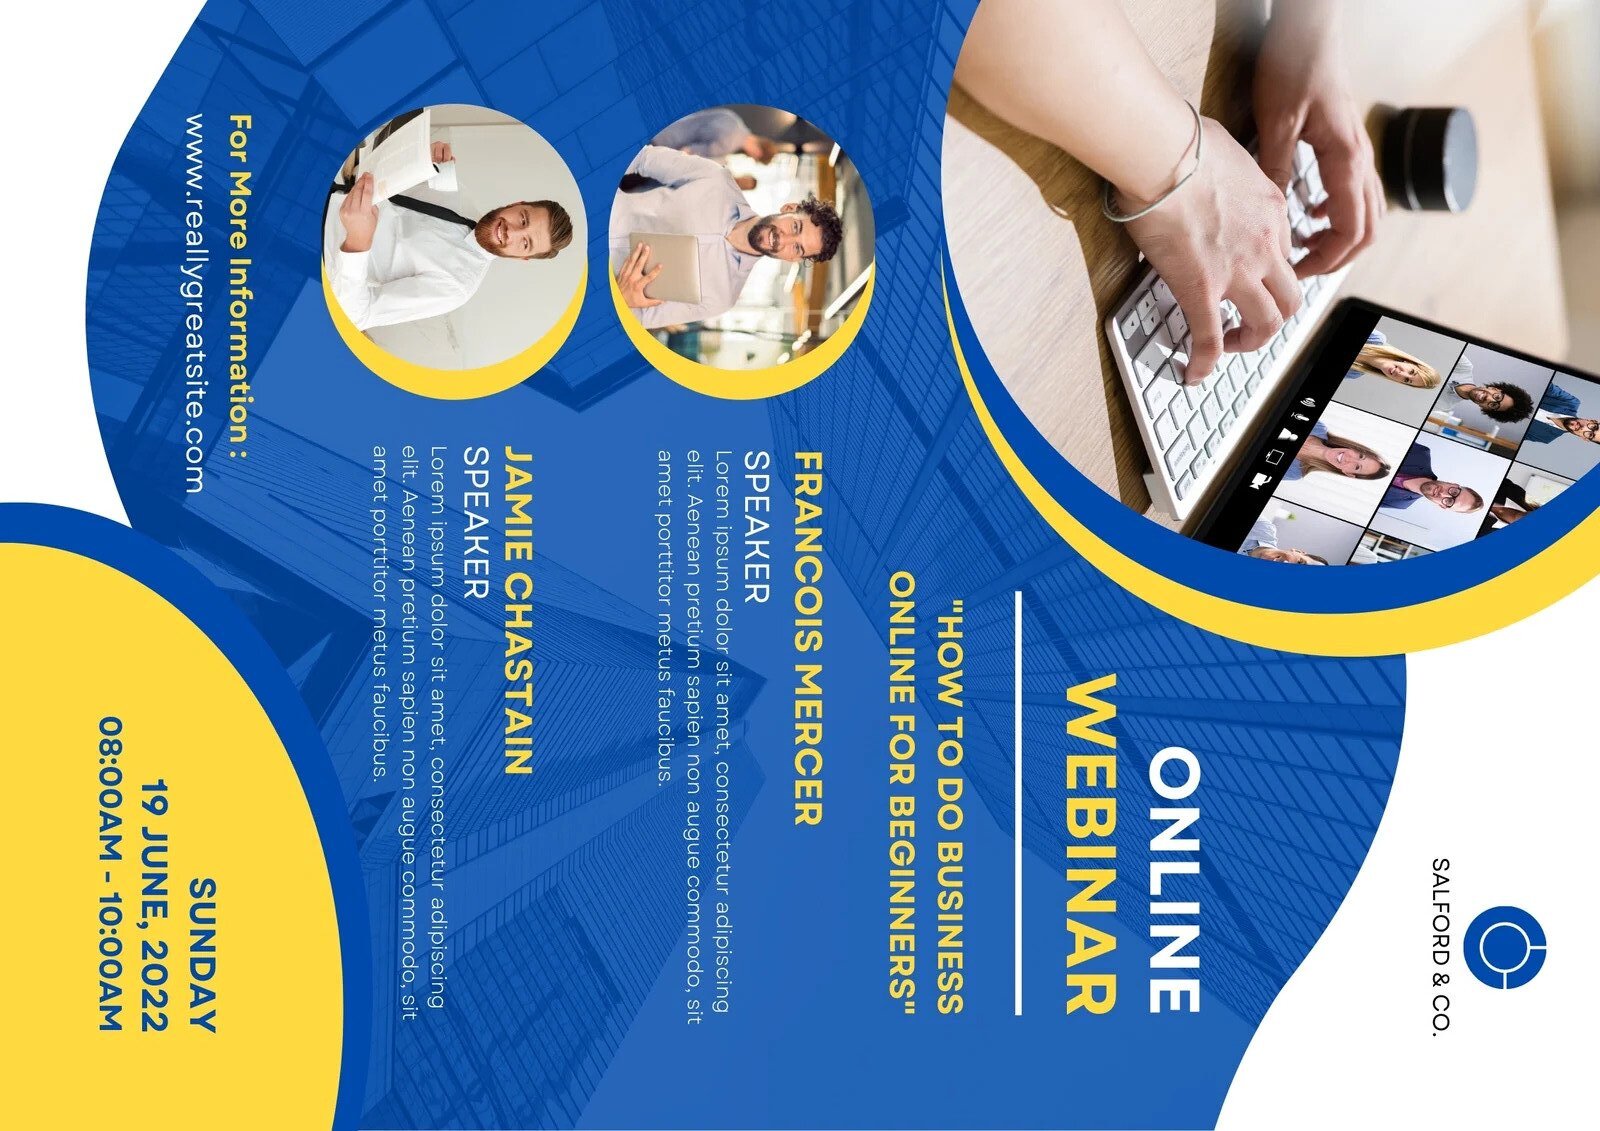 SALFORD & CO.
ONLINE
WEBINAR
"HOW TO DO BUSINESS
ONLINE FOR BEGINNERS"
FRANCOIS MERCER
SPEAKER
Lorem ipsum dolor sit amet, consectetur adipiscing
elit. Aenean pretium sapien non augue commodo, sit
amet porttitor metus faucibus.
JAMIE CHASTAIN
SPEAKER
Lorem ipsum dolor sit amet, consectetur adipiscing
elit. Aenean pretium sapien non augue commodo, sit
amet porttitor metus faucibus.
For More Information :
www.reallygreatsite.com
SUNDAY
19 JUNE, 2022
08:00AM - 10:00AM